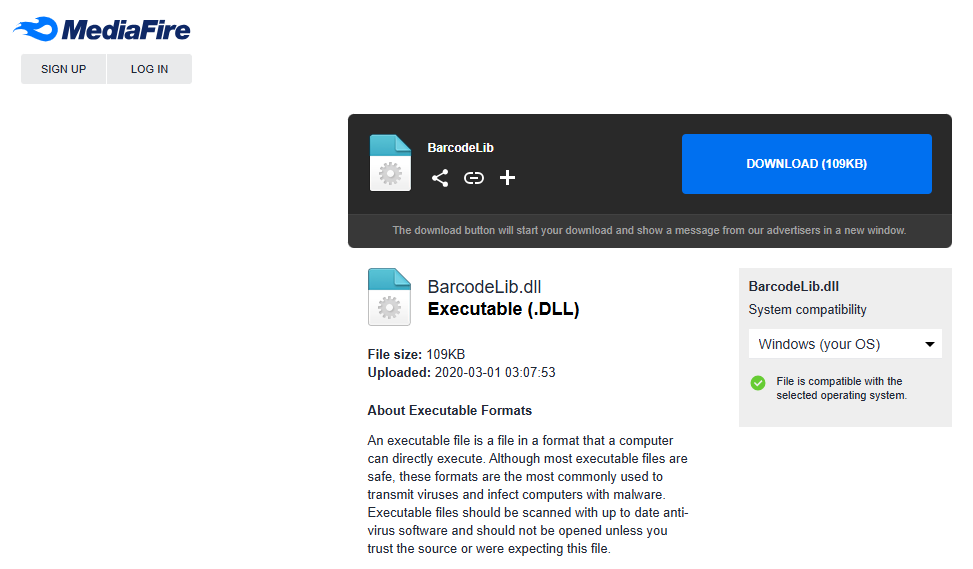 MediaFire
SIGN UP
LOG IN
BarcodeLib
DOWNLOAD (109KB)
The download button will start your download and show a message from our advertisers in a new window.
BarcodeLib.dll
Executable (.DLL)
File size: 109KB
Uploaded: 2020-03-01 03:07:53
About Executable Formats
An executable file is a file in a format that a computer
can directly execute. Although most executable files are
safe, these formats are the most commonly used to
transmit viruses and infect computers with malware.
Executable files should be scanned with up to date anti-
virus software and should not be opened unless you
trust the source or were expecting this file.
BarcodeLib.dll
System compatibility
Windows (your OS)
File is compatible with the
selected operating system.